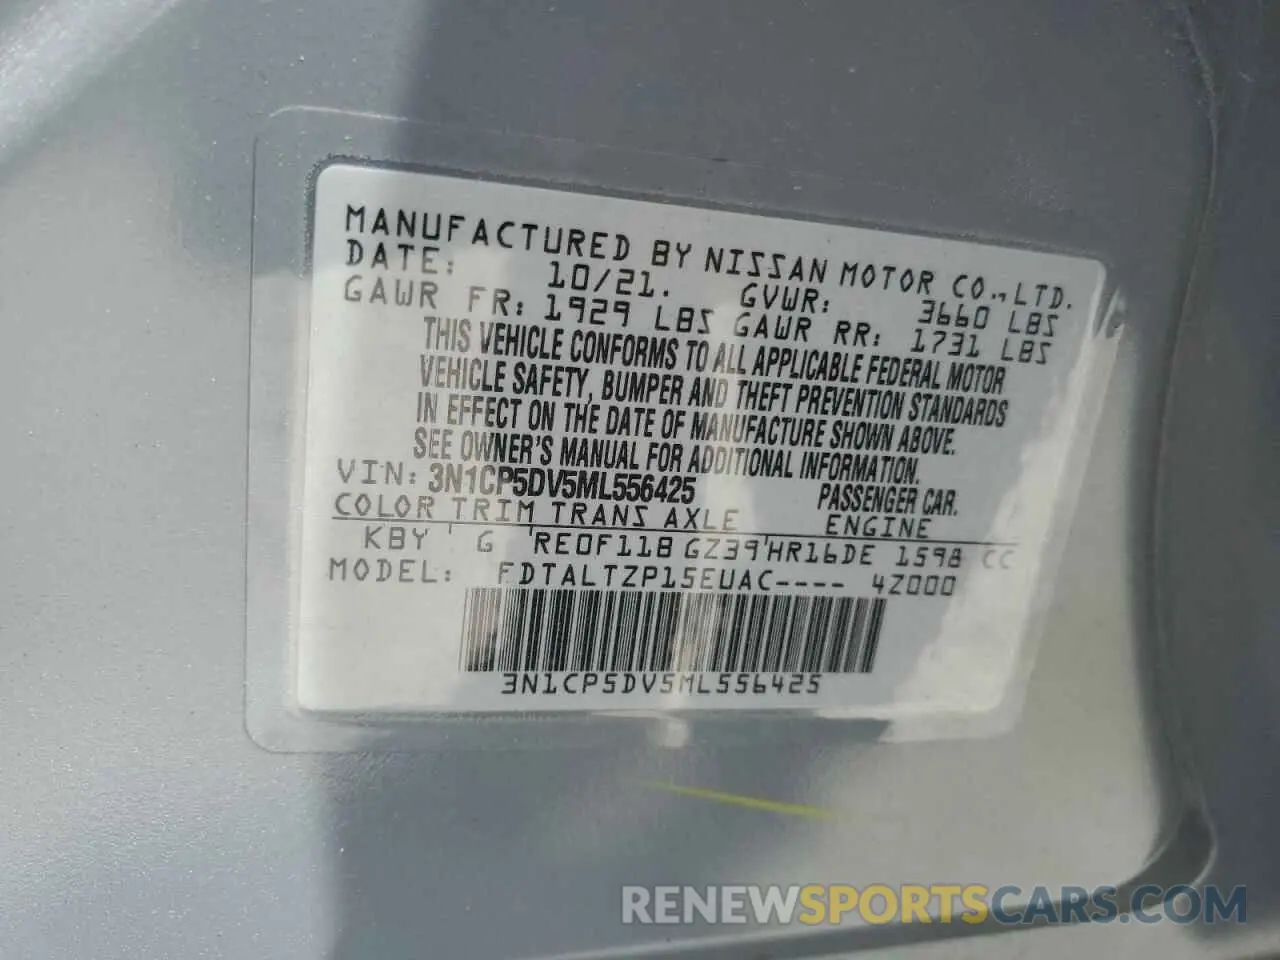 MANUFACTURED BY NISSAN MOTOR CO., LTD.
DATE: 10/21. GVWR: 3660 LBS
GAWR FR: 1929 LBS GAWR RR: 1731 LBS
THIS VEHICLE CONFORMS TO ALL APPLICABLE FEDERAL MOTOR
VEHICLE SAFETY, BUMPER AND THEFT PREVENTION STANDARDS
IN EFFECT ON THE DATE OF MANUFACTURE SHOWN ABOVE.
SEE OWNER'S MANUAL FOR ADDITIONAL INFORMATION.
VIN: 3N1CP5DV5ML556425 PASSENGER CAR.
COLOR TRIM TRANS AXLE ENGINE
KBY G RE0F11B GZ39 HR16DE 1598 CC
MODEL: FDTALTZP15EUAC---- 4Z000
3N1CP5DV5ML556425
RENEWSPORTSCARS.COM